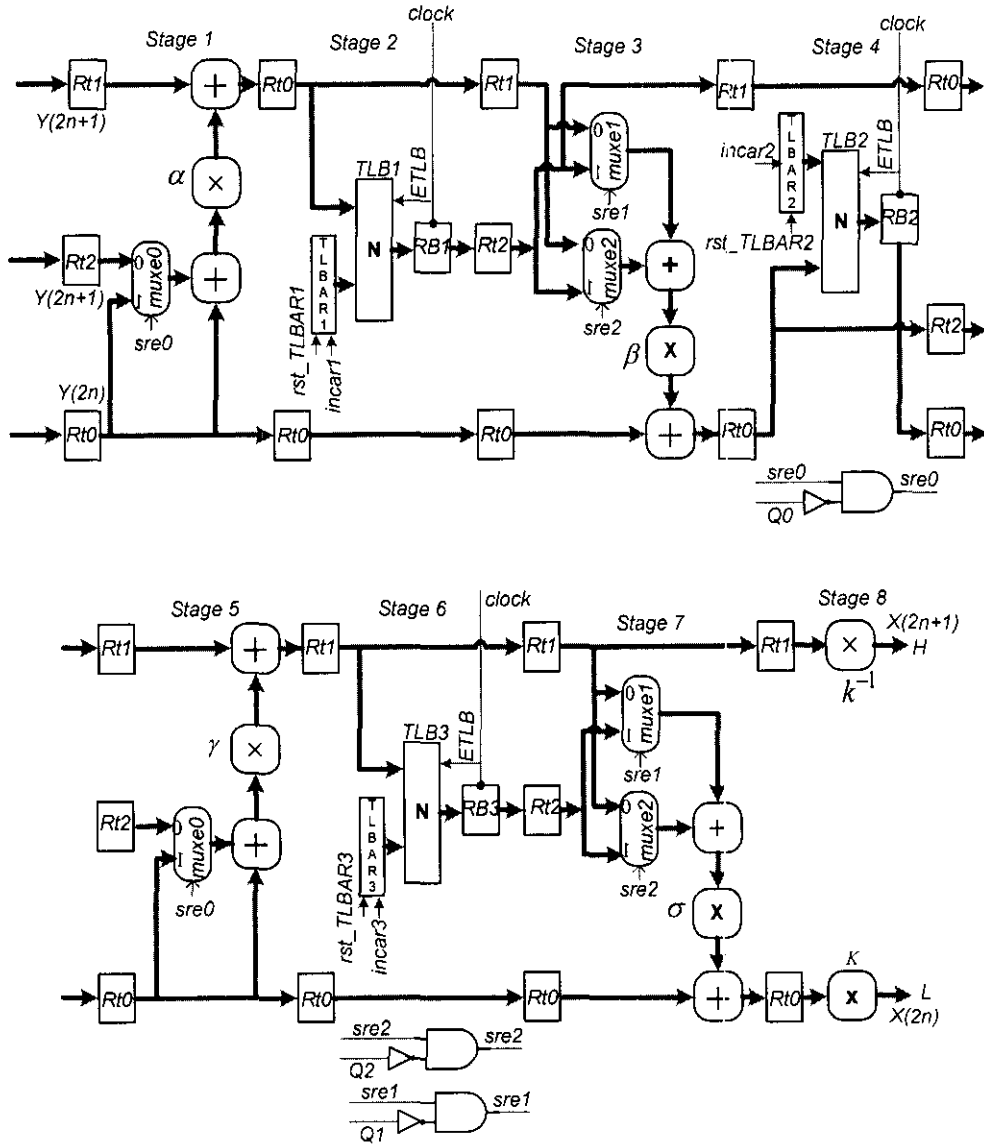 clock
clock
Stage 1
Stage 2
Stage 3
Stage 4
Rt1
Y(2n+1)
+
Rt0
Rt1
Rt1
Rt0
α
×
TLB1
ETLB
0
muxe1
1
sre1
incar2
TLBAR2
rst_TLBAR2
TLB2
ETLB
N
RB2
Rt2
Y(2n+1)
0
muxe0
1
sre0
+
TLBAR1
rst_TLBAR1
incar1
N
RB1
Rt2
0
muxe2
1
sre2
+
β
x
Rt2
Y(2n)
Rt0
Rt0
Rt0
+
Rt0
Rt0
sre0
sre0
Q0
Stage 5
Stage 6
clock
Stage 7
Stage 8
Rt1
+
Rt1
Rt1
Rt1
×
X(2n+1)
H
k⁻¹
γ
×
TLB3
ETLB
0
muxe1
1
sre1
Rt2
0
muxe0
1
sre0
+
TLBAR3
rst_TLBAR3
incar3
N
RB3
Rt2
0
muxe2
1
sre2
+
σ
x
Rt0
Rt0
Rt0
+
Rt0
K
x
L
X(2n)
sre2
sre2
Q2
sre1
sre1
Q1